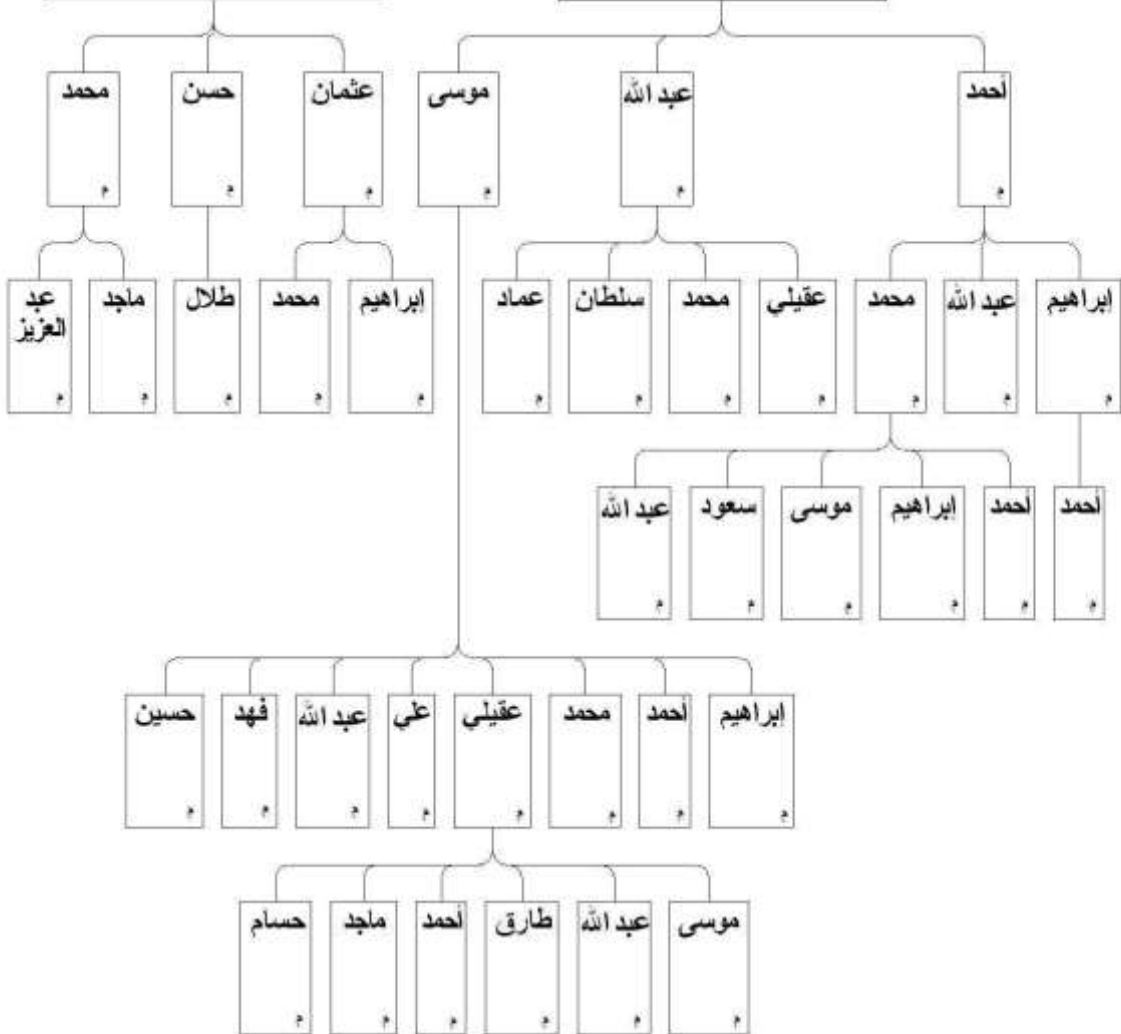 أحمد
م
عبد الله
م
موسى
م
عثمان
م
حسن
م
محمد
م
إبراهيم
م
عبد الله
م
محمد
م
عقيلي
م
محمد
م
سلطان
م
عماد
م
إبراهيم
م
محمد
م
طلال
م
ماجد
م
عبد
العزيز
م
أحمد
م
أحمد
م
إبراهيم
م
موسى
م
سعود
م
عبد الله
م
إبراهيم
م
أحمد
م
محمد
م
عقيلي
م
علي
م
عبد الله
م
فهد
م
حسين
م
موسى
م
عبد الله
م
طارق
م
أحمد
م
ماجد
م
حسام
م